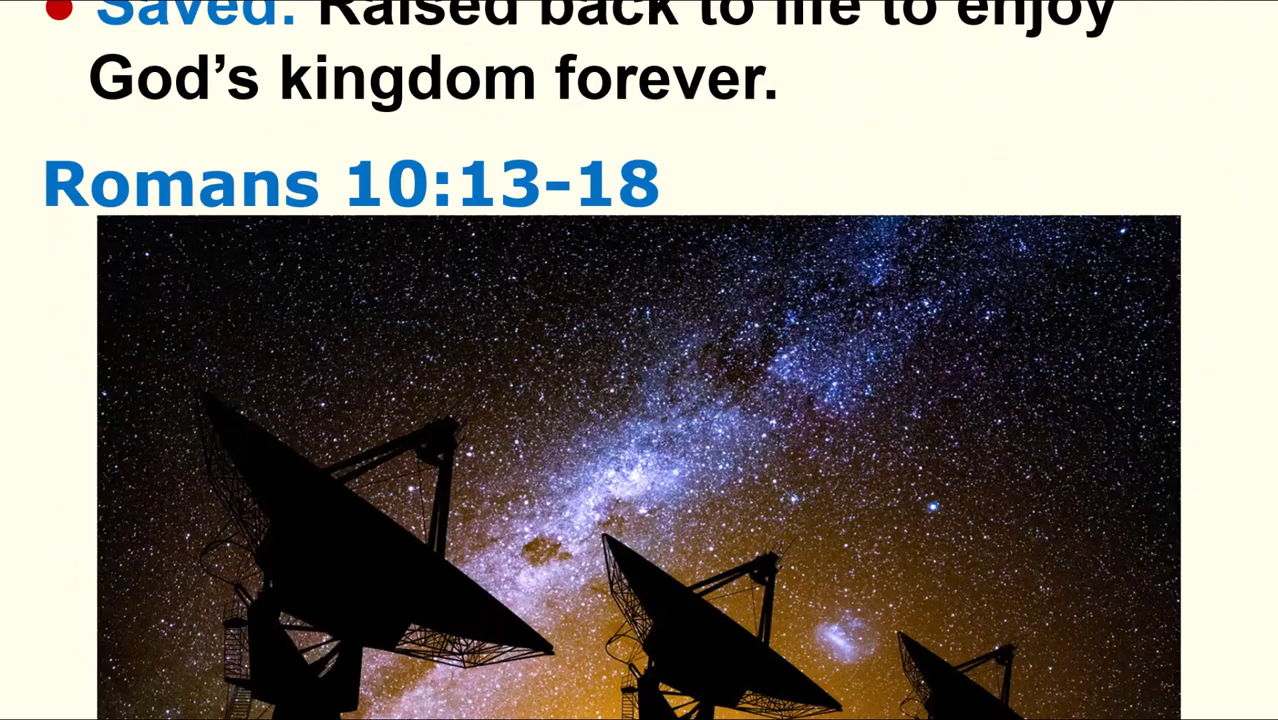 • Saved: Raised back to life to enjoy
God’s kingdom forever.
Romans 10:13-18